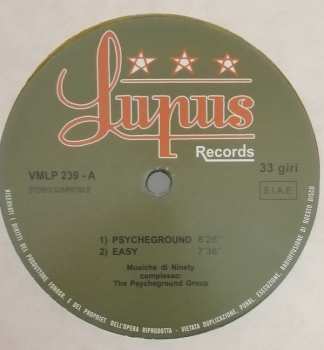 Lupus
Records
VMLP 239 - A
33 giri
STEREO COMPATIBILE
S.I.A.E.
1) PSYCHEGROUND 8'26"
2) EASY 7'36"
Musiche di Ninety
complesso:
The Psycheground Group
RISERVATI I DIRITTI DEL PRODUTTORE FONOGR. E DEL PROPRIET. DELL'OPERA RIPRODOTTA - VIETATA DUPLICAZIONE, PUBBL. ESECUZIONE, RADIODIFFUSIONE DI QUESTO DISCO